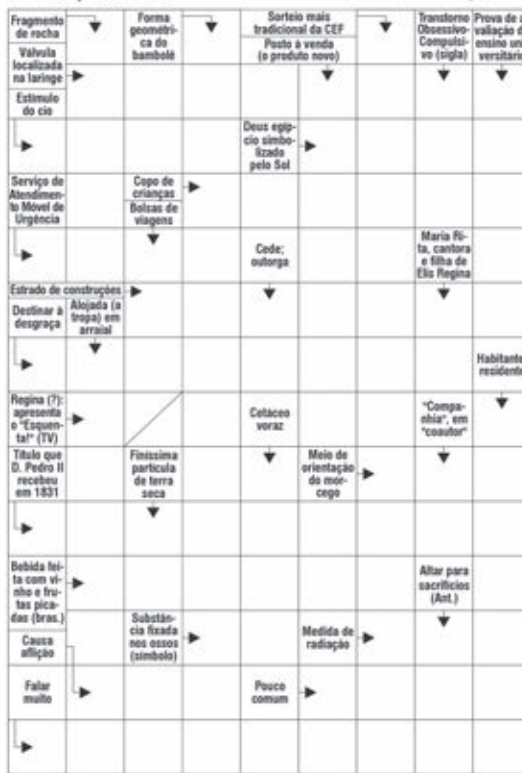 Fragmento
de rocha
Válvula
localizada
na laringe
Estímulo
do cio
Forma
geométri-
ca do
bambolê
Sorteio mais
tradicional da CEF
Posto à venda
(o produto novo)
Transtorno
Obsessivo-
Compulsi-
vo (sigla)
Prova de a
valiação d
ensino un
versitári
Deus egíp-
cio simbo-
lizado
pelo Sol
Serviço de
Atendimen-
to Móvel de
Urgência
Copo de
crianças
Bolsas de
viagens
Cede;
outorga
Maria Ri-
ta, cantora
e filha de
Elis Regina
Estrado de construções
Destinar à
desgraça
Alojada (a
tropa) em
arraial
Habitante
residente
Regina (?):
apresenta
o "Esquen-
ta!" (TV)
Cetáceo
voraz
"Compa-
nhia", em
"coautor"
Título que
D. Pedro II
recebeu
em 1831
Finíssima
partícula
de terra
seca
Meio de
orientação
do mor-
cego
Bebida fei-
ta com vi-
nho e fru-
tas pica-
das (bras.)
Altar para
sacrifícios
(Ant.)
Causa
aflição
Substân-
cia fixada
nos ossos
(símbolo)
Medida de
radiação
Falar
muito
Pouco
comum